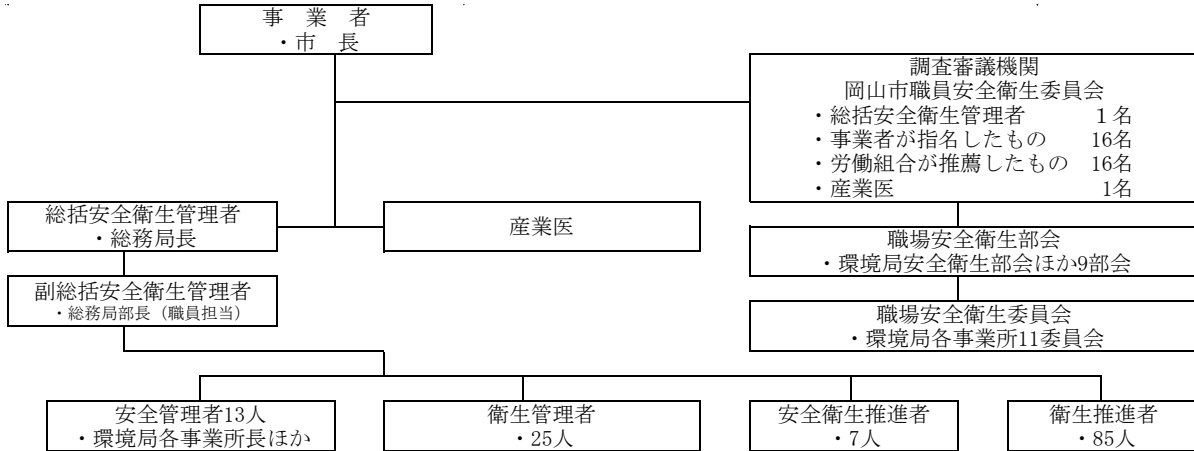 事　業　者
・市　長
調査審議機関
岡山市職員安全衛生委員会
・総括安全衛生管理者　　１名
・事業者が指名したもの　　16名
・労働組合が推薦したもの　16名
・産業医　　1名
総括安全衛生管理者
・総務局長
産業医
職場安全衛生部会
・環境局安全衛生部会ほか9部会
副総括安全衛生管理者
・総務局部長（職員担当）
職場安全衛生委員会
・環境局各事業所11委員会
安全管理者13人
・環境局各事業所長ほか
衛生管理者
・25人
安全衛生推進者
・7人
衛生推進者
・85人